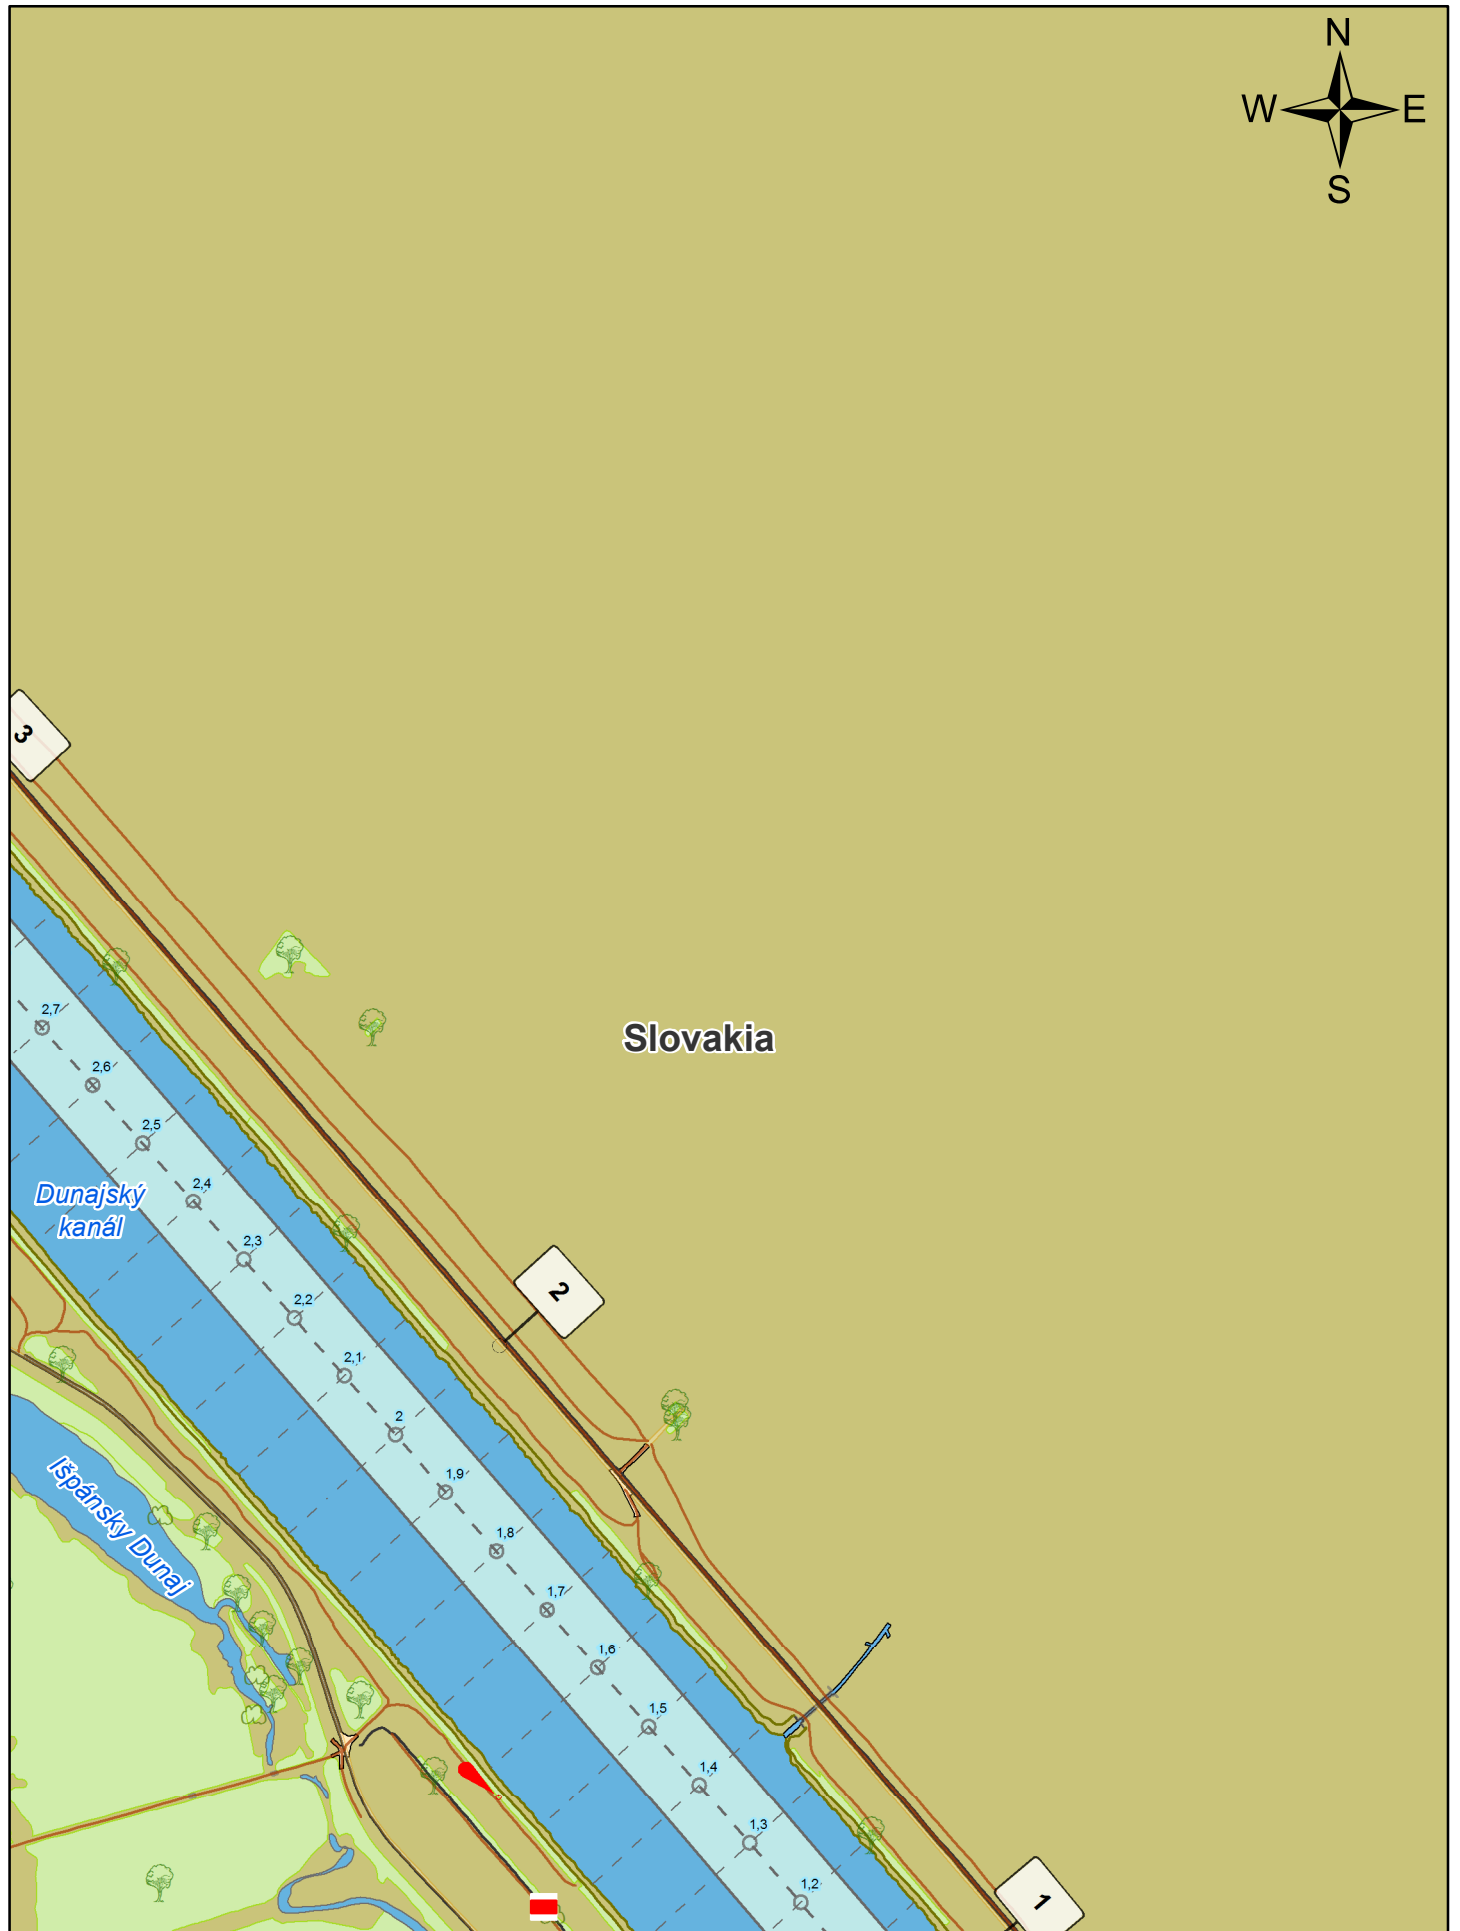 N
W
E
S
3
Slovakia
2,7
2,6
2,5
2,4
Dunajský
kanál
2,3
2
2,2
2,1
2
1,9
Išpánsky Dunaj
1,8
1,7
1,6
1,5
1,4
1,3
1,2
1